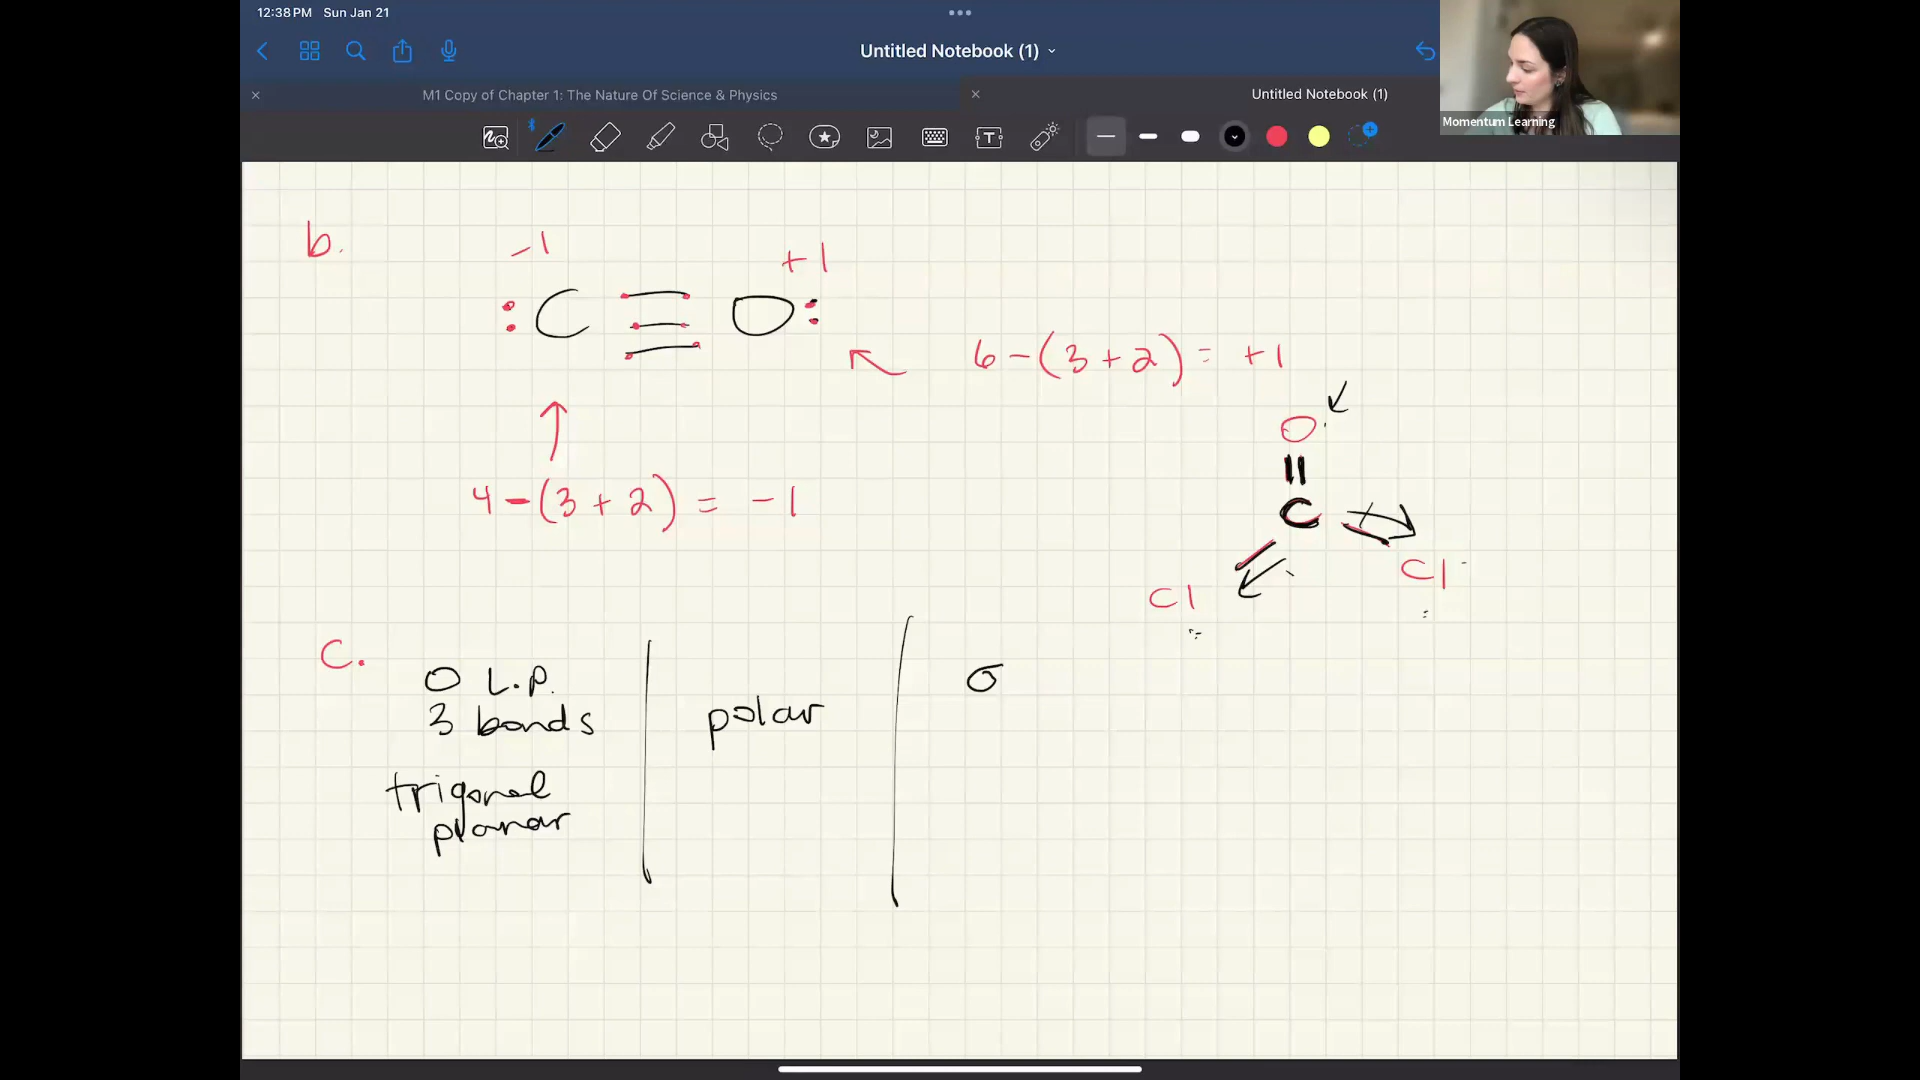 12:38 PM Sun Jan 21
Untitled Notebook (1)
M1 Copy of Chapter 1: The Nature Of Science & Physics
Untitled Notebook (1)
Momentum Learning
b.
-1
+1
:C≡O:
6-(3+2)= +1
4-(3+2) = -1
O
C
Cl
Cl
C.
O L.P.
3 bonds
trigonal
planar
polar
σ